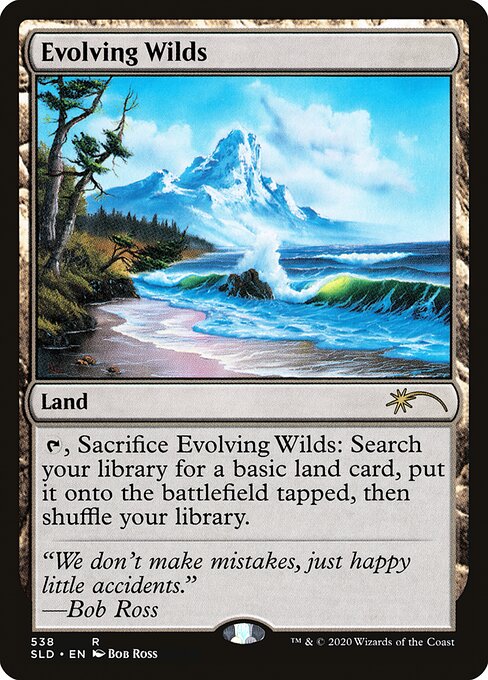 Evolving Wilds
Land
, Sacrifice Evolving Wilds: Search
your library for a basic land card, put
it onto the battlefield tapped, then
shuffle your library.
“We don’t make mistakes, just happy
little accidents.”
—Bob Ross
538 R
SLD • EN Bob Ross
™ & © 2020 Wizards of the Coast